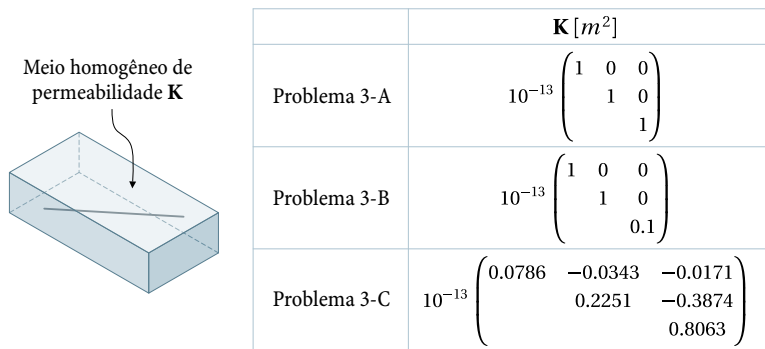 Meio homogêneo de
permeabilidade K
K [m²]
Problema 3-A
10⁻¹³
1 0 0
1 0
1
Problema 3-B
10⁻¹³
1 0 0
1 0
0.1
Problema 3-C
10⁻¹³
0.0786 −0.0343 −0.0171
0.2251 −0.3874
0.8063